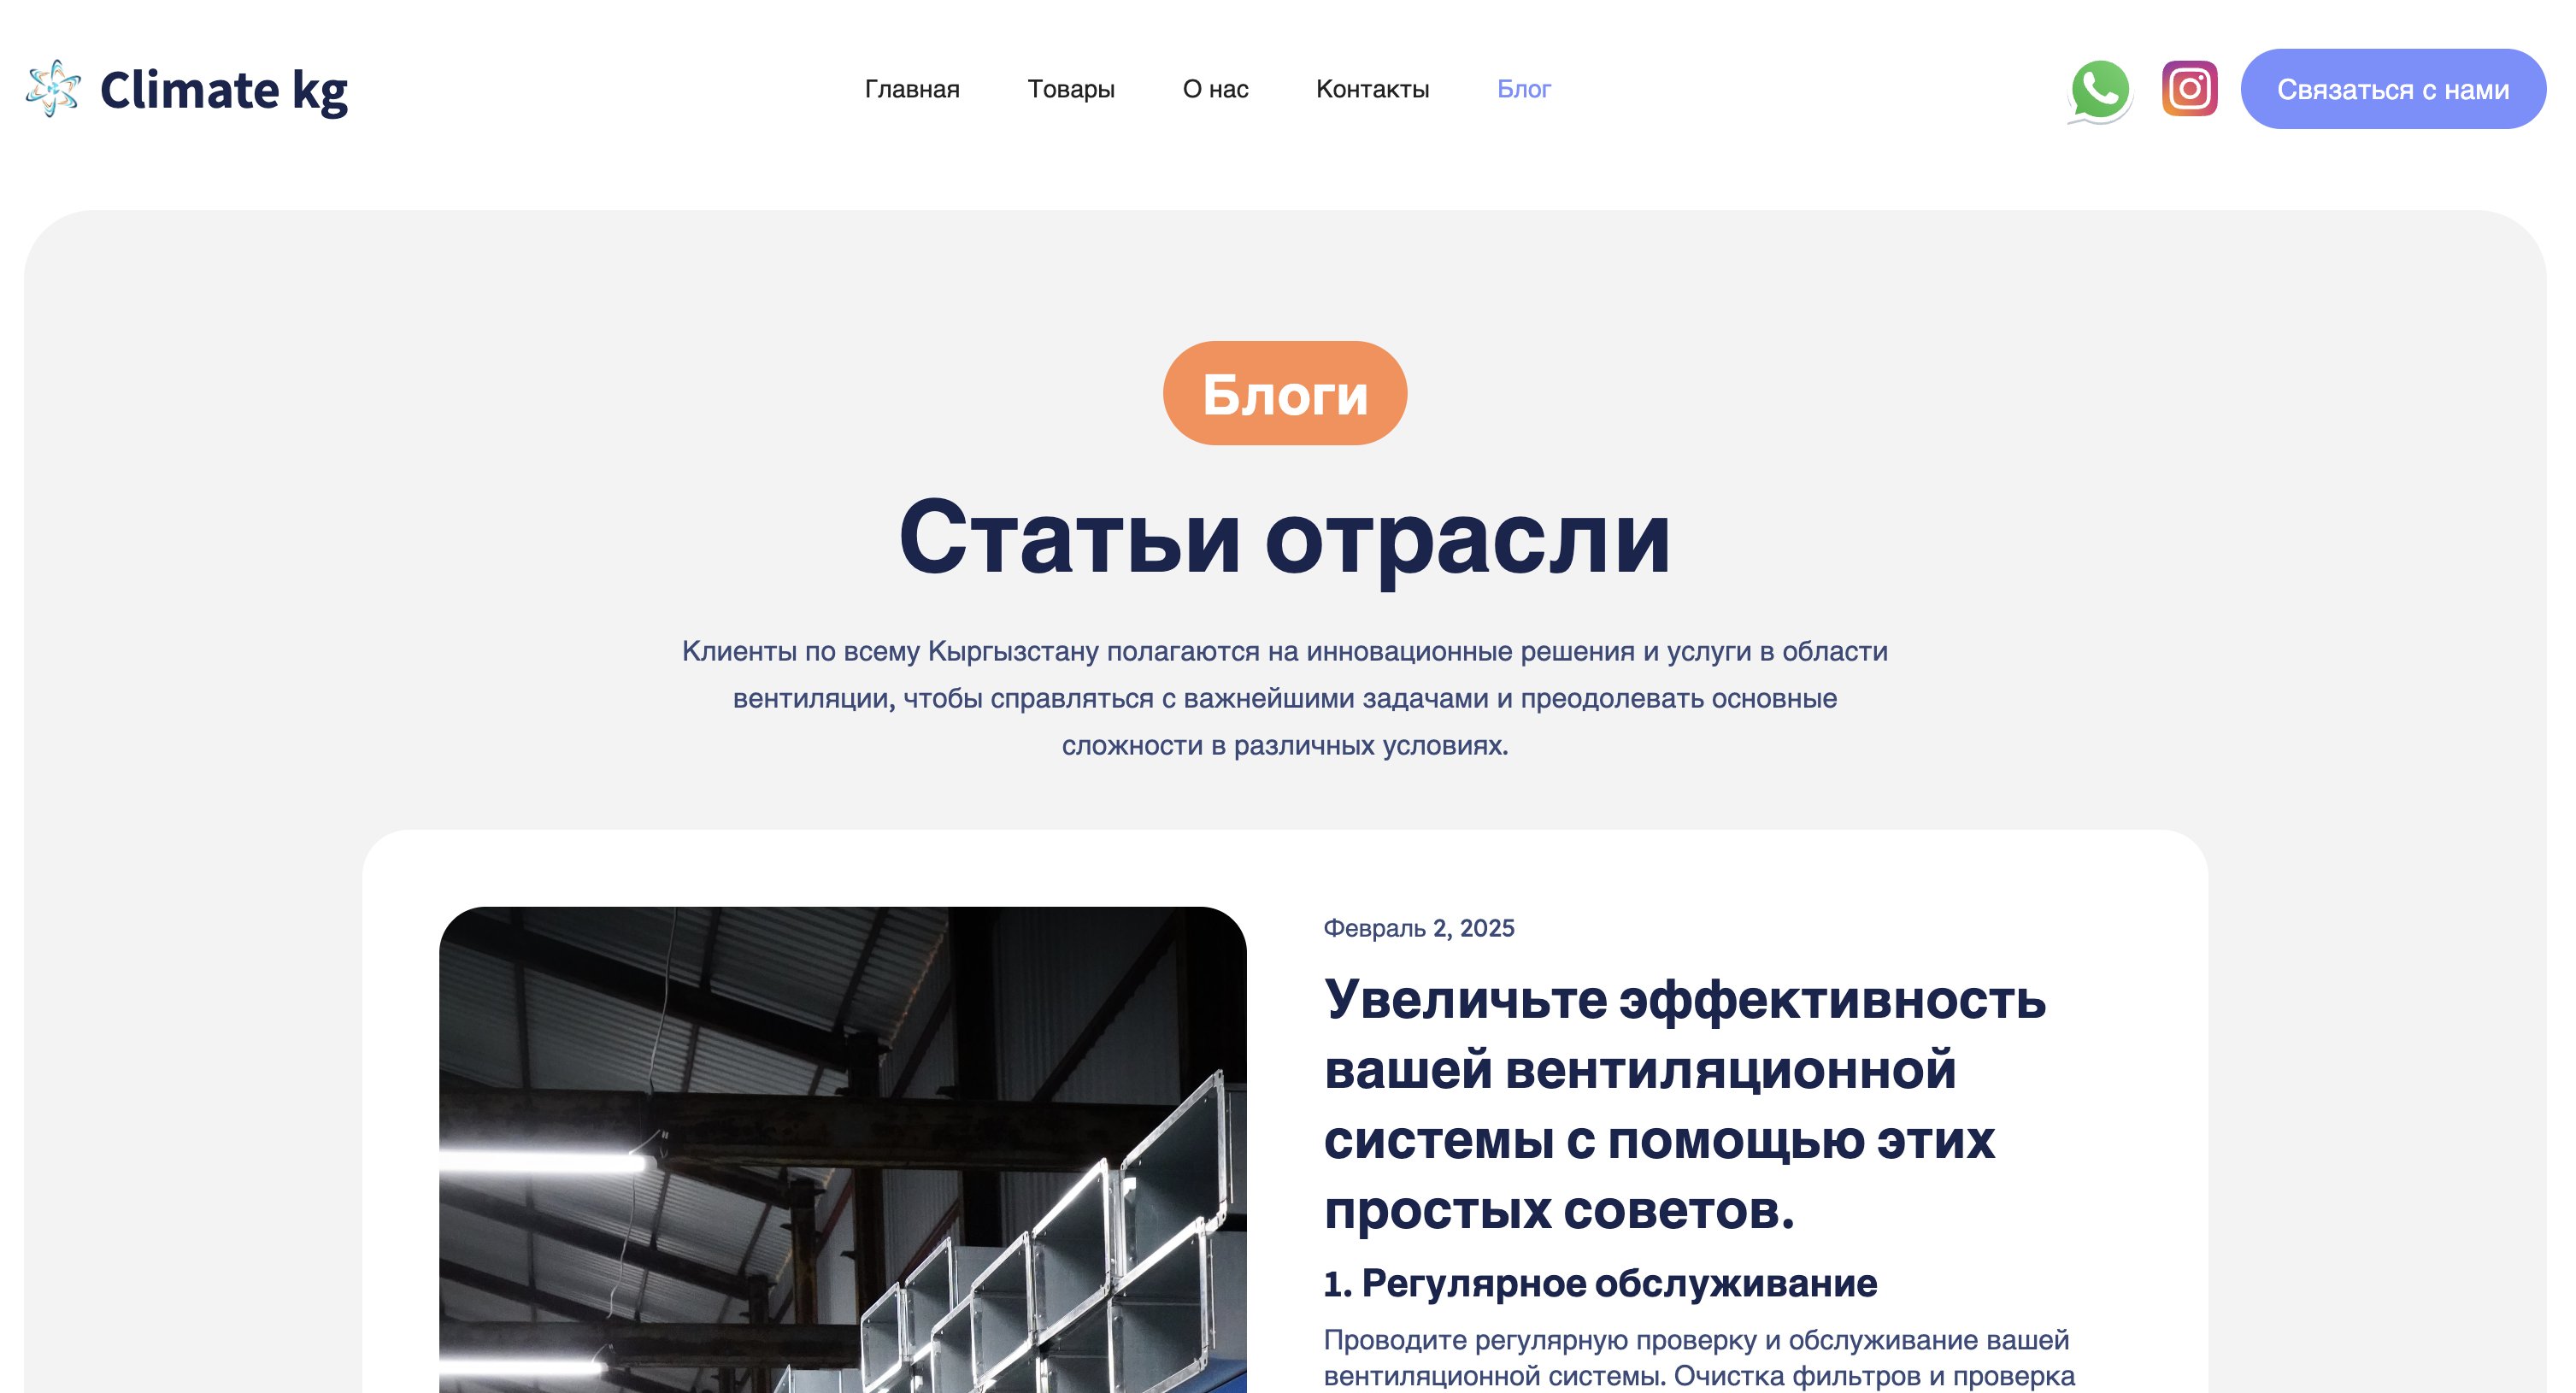 Climate kg
Главная
Товары
О нас
Контакты
Блог
Связаться с нами
Блоги
Статьи отрасли
Клиенты по всему Кыргызстану полагаются на инновационные решения и услуги в области
вентиляции, чтобы справляться с важнейшими задачами и преодолевать основные
сложности в различных условиях.
Февраль 2, 2025
Увеличьте эффективность
вашей вентиляционной
системы с помощью этих
простых советов.
1. Регулярное обслуживание
Проводите регулярную проверку и обслуживание вашей
вентиляционной системы. Очистка фильтров и проверка